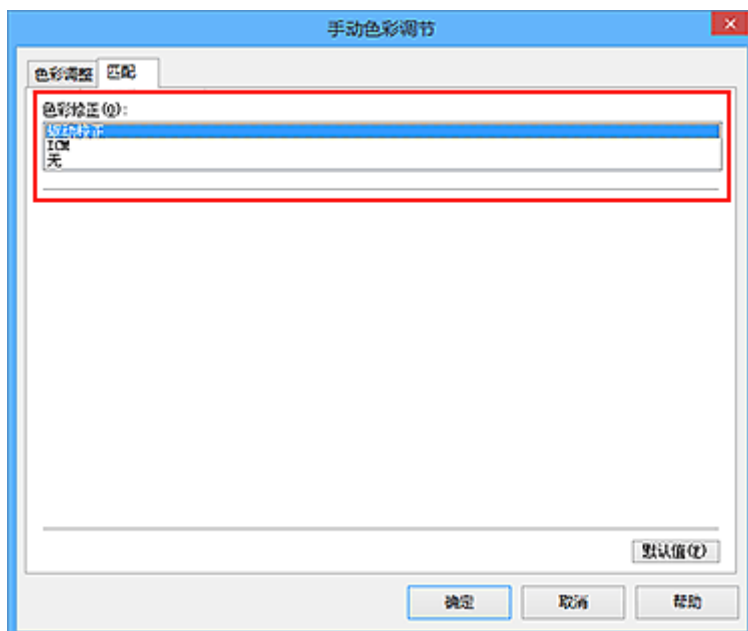 手动色彩调节
色彩调整 匹配
色彩修正(Q):
驱动校正
ICM
无
默认值(Y)
确定 取消 帮助